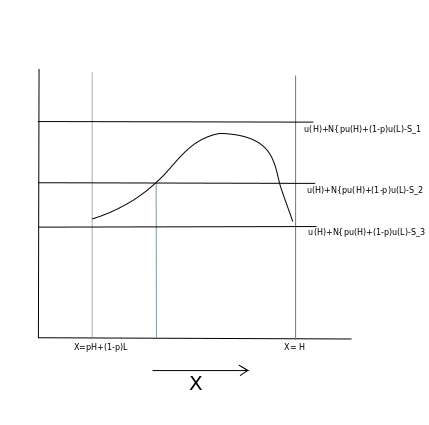 u(H)+N{pu(H)+(1-p)u(L)-S_1
u(H)+N{pu(H)+(1-p)u(L)-S_2
u(H)+N{pu(H)+(1-p)u(L)-S_3
X=pH+(1-p)L
X = H
X